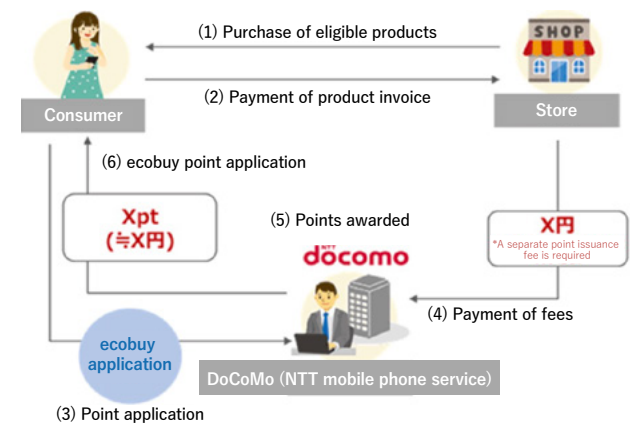 (1) Purchase of eligible products
SHOP
(2) Payment of product invoice
Consumer
Store
(6) ecobuy point application
Xpt
(≒X円)
(5) Points awarded
X円
*A separate point issuance
fee is required
NTT
döcomo
(4) Payment of fees
ecobuy
application
DoCoMo (NTT mobile phone service)
(3) Point application